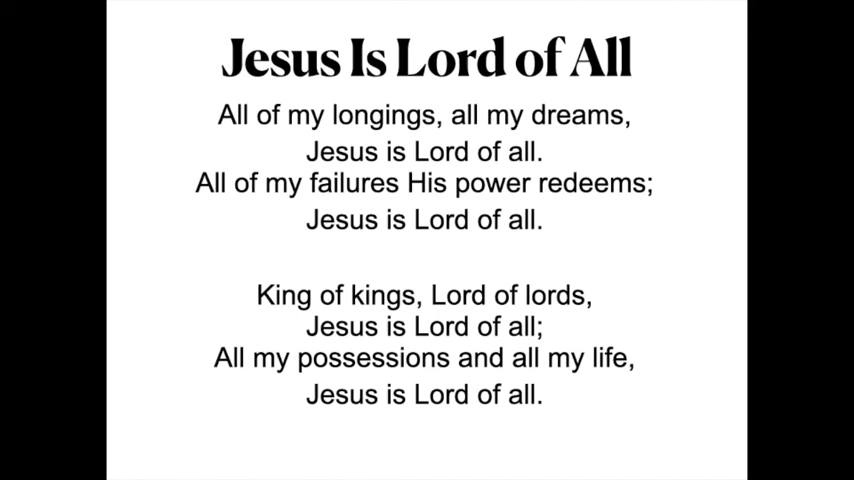 Jesus Is Lord of All
All of my longings, all my dreams,
Jesus is Lord of all.
All of my failures His power redeems;
Jesus is Lord of all.
King of kings, Lord of lords,
Jesus is Lord of all;
All my possessions and all my life,
Jesus is Lord of all.